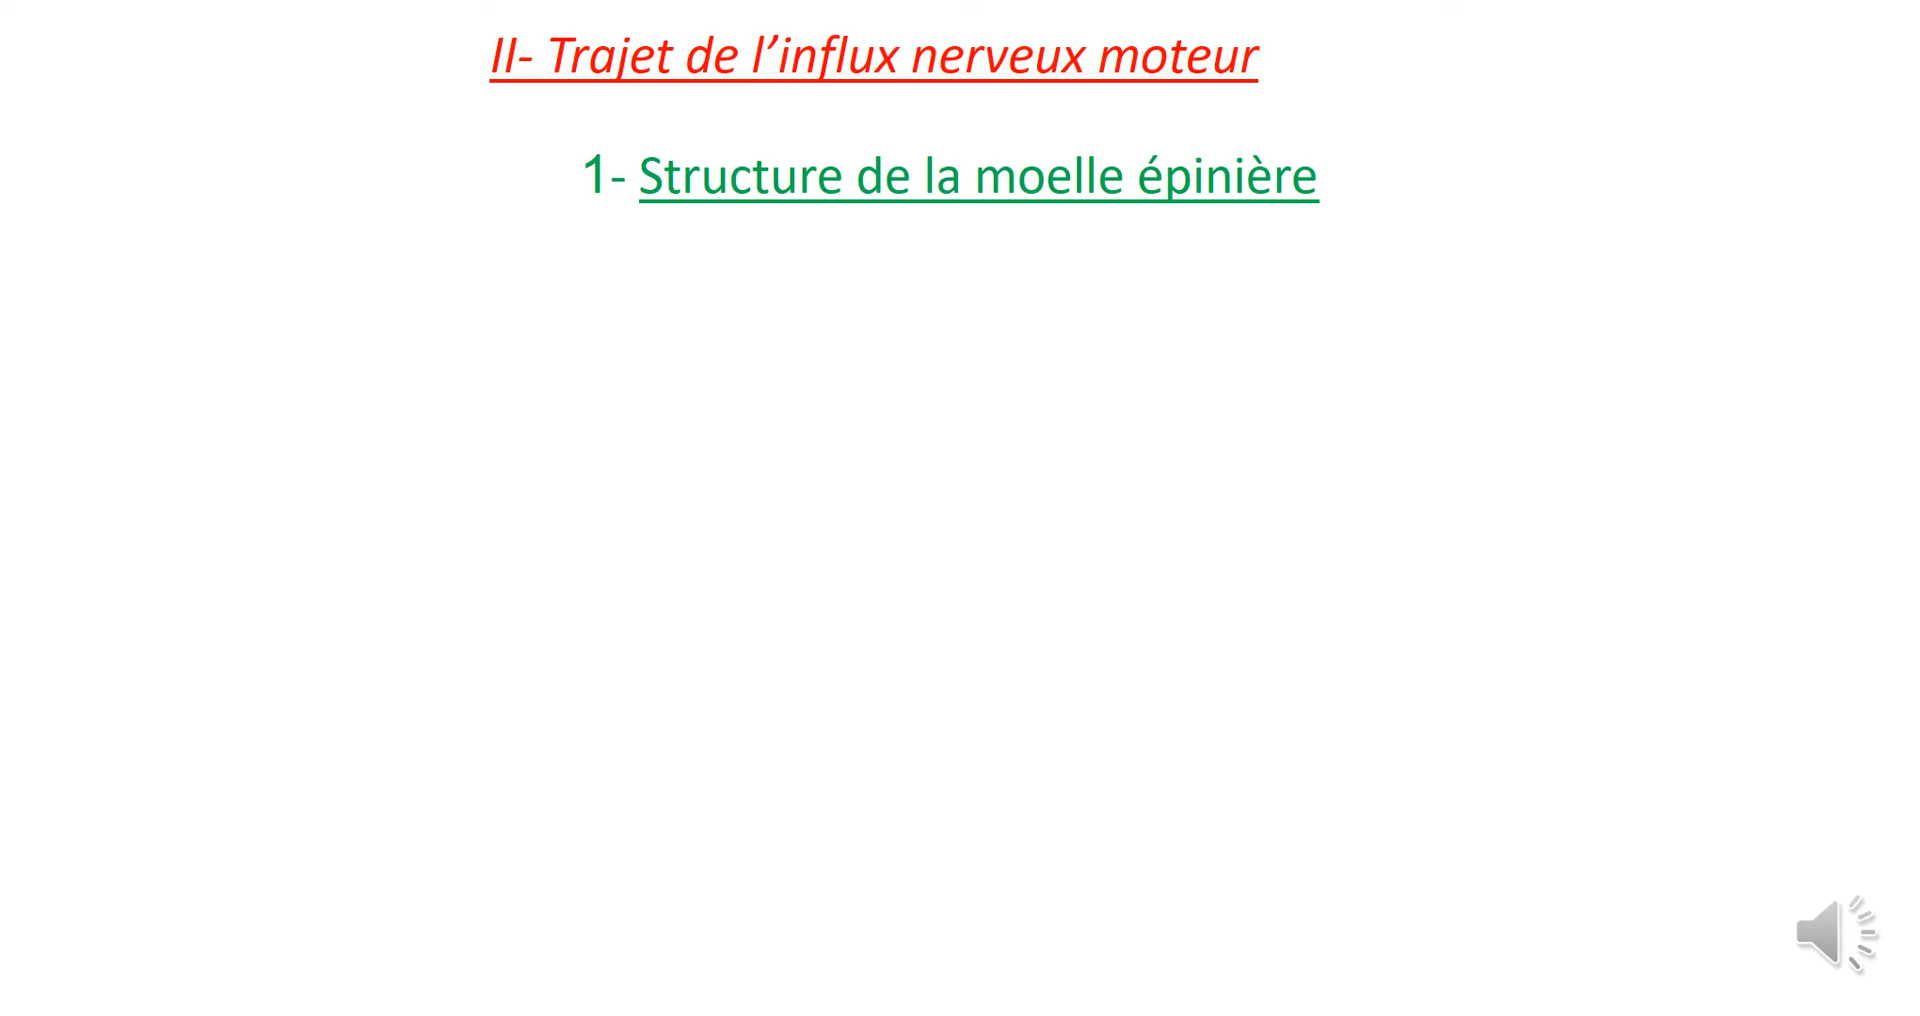 II- Trajet de l’influx nerveux moteur
1- Structure de la moelle épinière